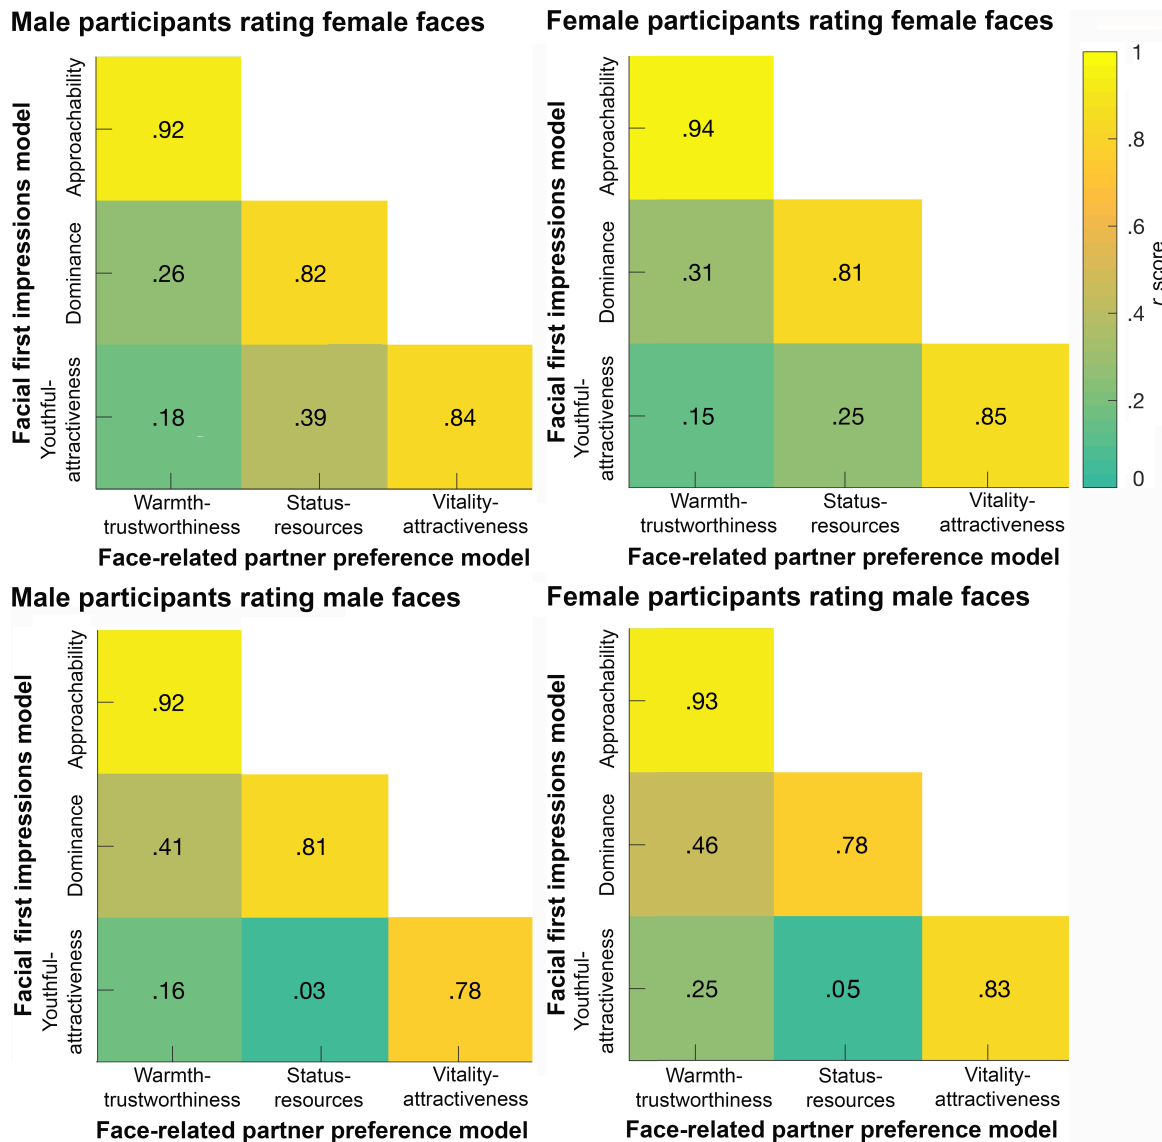 Male participants rating female faces
Facial first impressions model
Approachability
Dominance
Youthful-
attractiveness
.92
.26
.82
.18
.39
.84
Warmth-
trustworthiness
Status-
resources
Vitality-
attractiveness
Face-related partner preference model
Female participants rating female faces
Facial first impressions model
Approachability
Dominance
Youthful-
attractiveness
.94
.31
.81
.15
.25
.85
Warmth-
trustworthiness
Status-
resources
Vitality-
attractiveness
Face-related partner preference model
1
.8
.6
.4
.2
0
r score
Male participants rating male faces
Facial first impressions model
Approachability
Dominance
Youthful-
attractiveness
.92
.41
.81
.16
.03
.78
Warmth-
trustworthiness
Status-
resources
Vitality-
attractiveness
Face-related partner preference model
Female participants rating male faces
Facial first impressions model
Approachability
Dominance
Youthful-
attractiveness
.93
.46
.78
.25
.05
.83
Warmth-
trustworthiness
Status-
resources
Vitality-
attractiveness
Face-related partner preference model